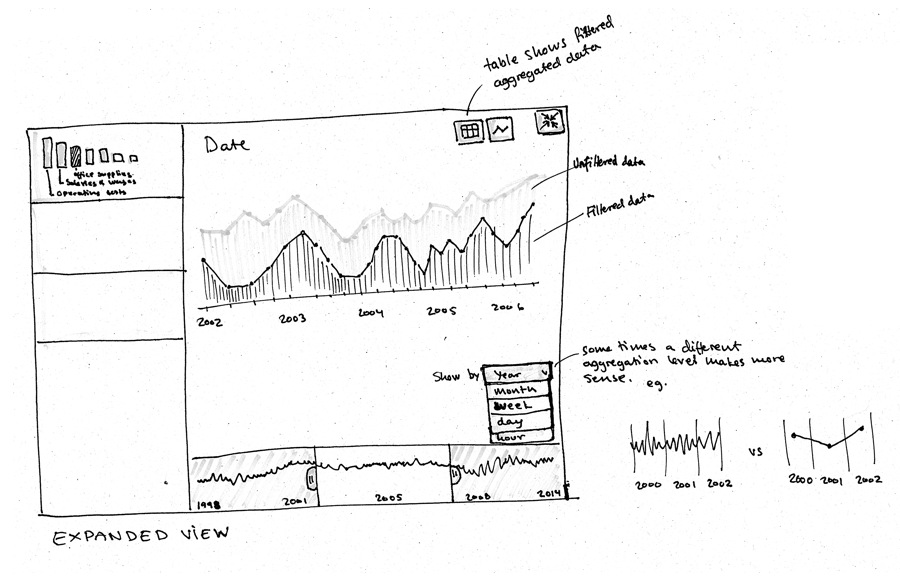 table shows filtered
aggregated data
Date
office supplies
Salaries & wages
Operating costs
Unfiltered data
Filtered data
2002 2003 2004 2005 2006
Show by Year
month
week
day
hour
some times a different
aggregation level makes more
sense. eg.
vs
2000 2001 2002
2000 2001 2002
1998 2001 2005 2008 2014
EXPANDED VIEW